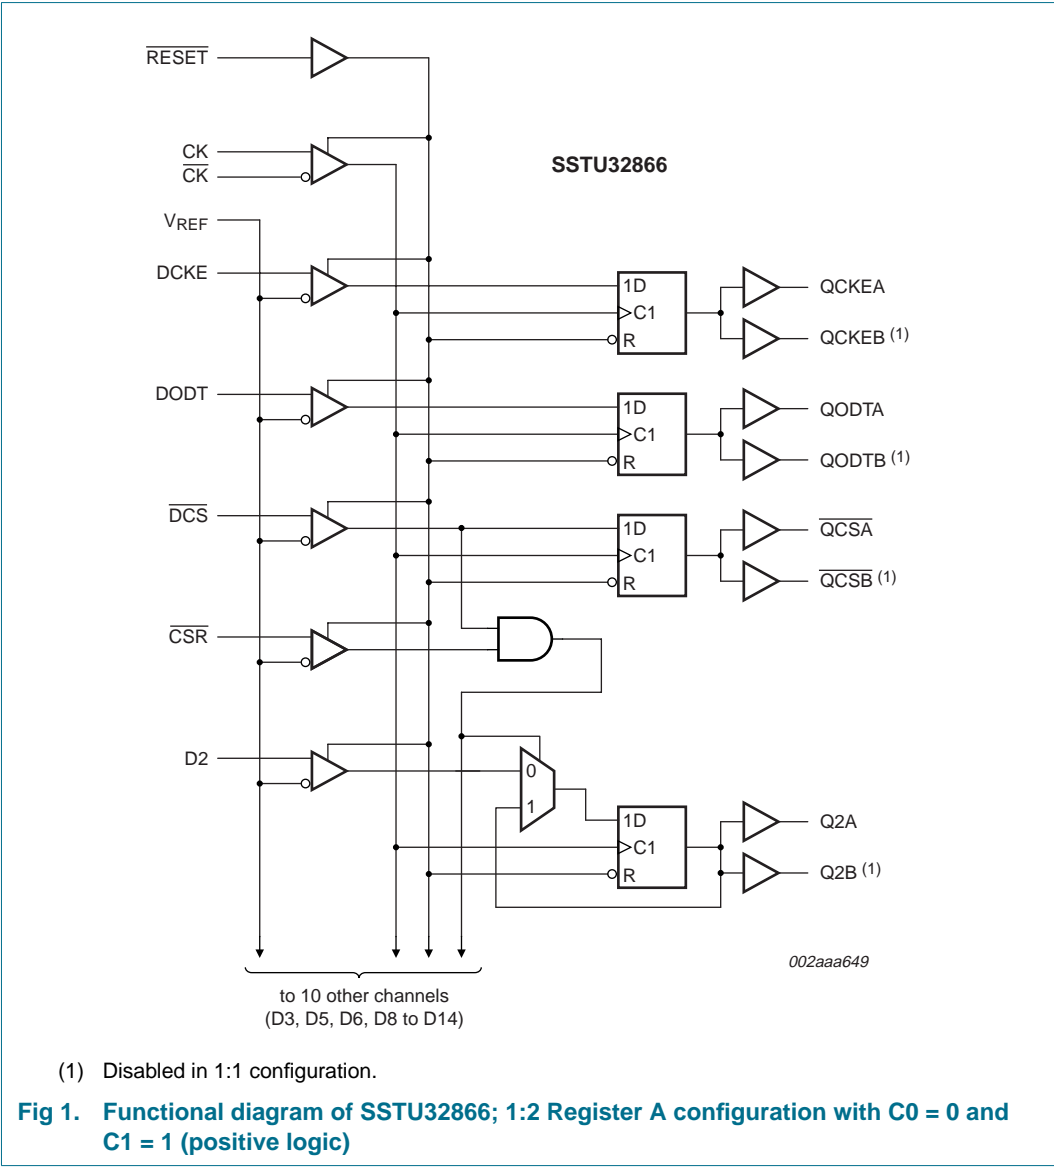 RESET
CK
CK
SSTU32866
VREF
DCKE
1D
C1
R
QCKEA
QCKEB (1)
DODT
1D
C1
R
QODTA
QODTB (1)
DCS
1D
C1
R
QCSA
QCSB (1)
CSR
D2
0
1
1D
C1
R
Q2A
Q2B (1)
002aaa649
to 10 other channels
(D3, D5, D6, D8 to D14)
(1) Disabled in 1:1 configuration.
Fig 1. Functional diagram of SSTU32866; 1:2 Register A configuration with C0 = 0 and
C1 = 1 (positive logic)